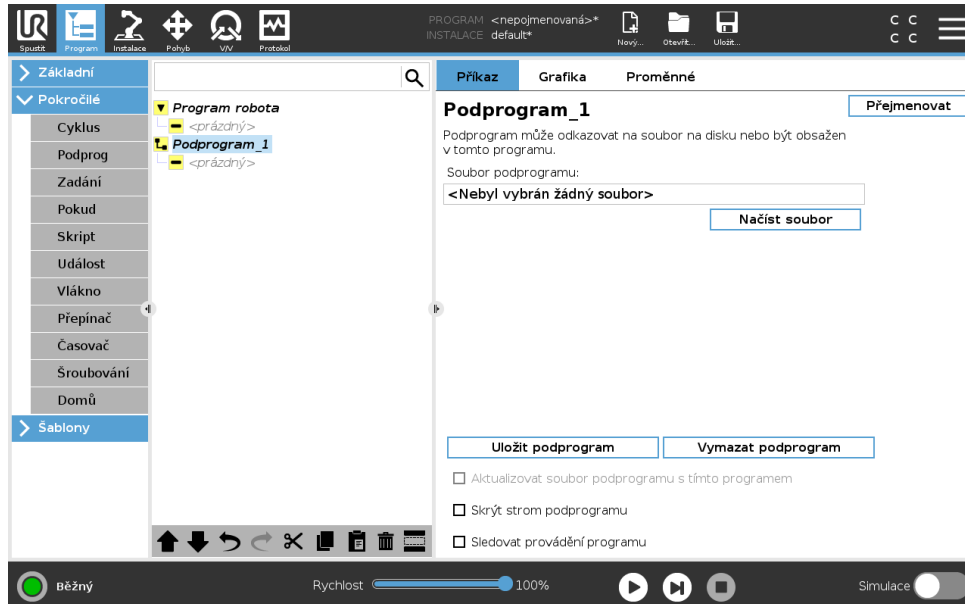 PROGRAM <nepojmenovaná>*
INSTALACE default*
Spustit
Program
Instalace
Pohyb
V/V
Protokol
Nový...
Otevřít...
Uložit...
C C
C C
Základní
Pokročilé
Cyklus
Podprog
Zadání
Pokud
Skript
Událost
Vlákno
Přepínač
Časovač
Šroubování
Domů
Šablony
Program robota
<prázdný>
Podprogram_1
<prázdný>
Příkaz Grafika Proměnné
Podprogram_1
Přejmenovat
Podprogram může odkazovat na soubor na disku nebo být obsažen
v tomto programu.
Soubor podprogramu:
<Nebyl vybrán žádný soubor>
Načíst soubor
Uložit podprogram
Vymazat podprogram
Aktualizovat soubor podprogramu s tímto programem
Skrýt strom podprogramu
Sledovat provádění programu
Běžný
Rychlost
100%
Simulace